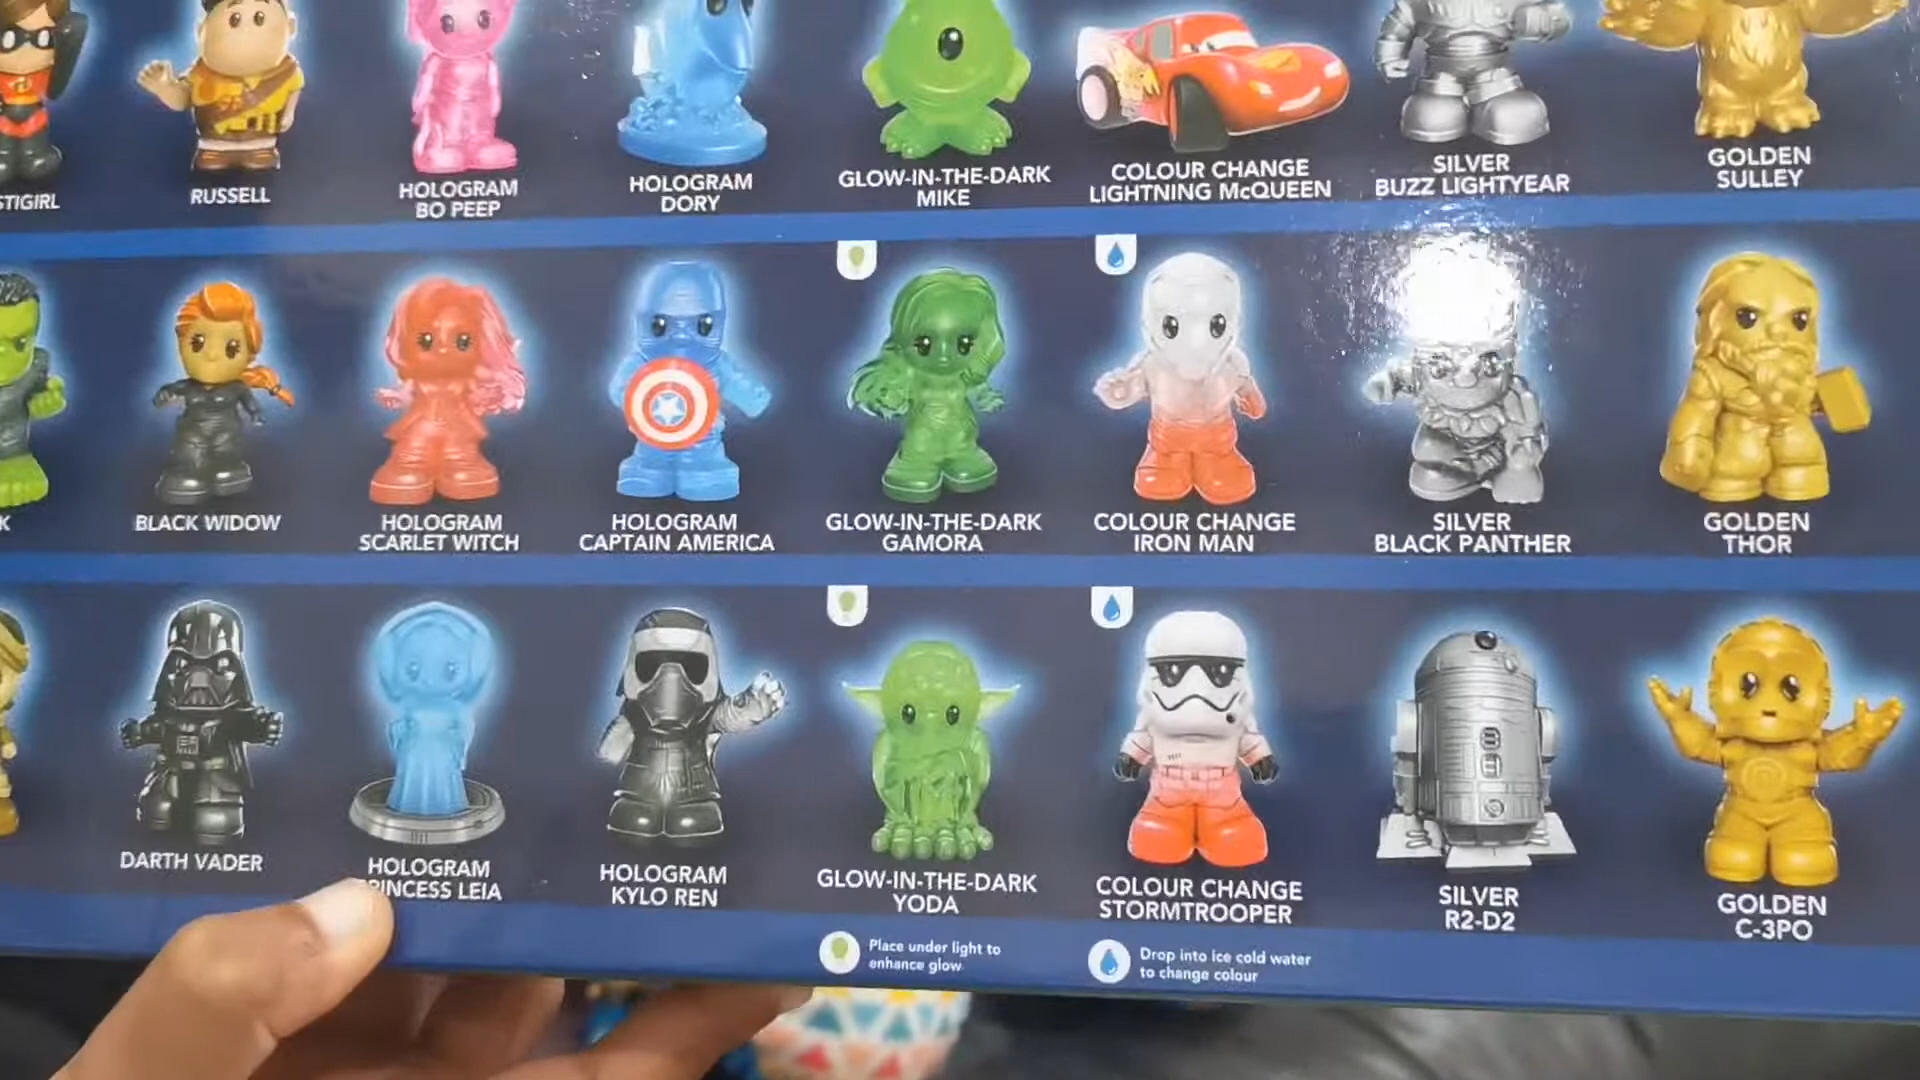 STIGIRL
RUSSELL
HOLOGRAM
BO PEEP
HOLOGRAM
DORY
GLOW-IN-THE-DARK
MIKE
COLOUR CHANGE
LIGHTNING McQUEEN
SILVER
BUZZ LIGHTYEAR
GOLDEN
SULLEY
K
BLACK WIDOW
HOLOGRAM
SCARLET WITCH
HOLOGRAM
CAPTAIN AMERICA
GLOW-IN-THE-DARK
GAMORA
COLOUR CHANGE
IRON MAN
SILVER
BLACK PANTHER
GOLDEN
THOR
DARTH VADER
HOLOGRAM
PRINCESS LEIA
HOLOGRAM
KYLO REN
GLOW-IN-THE-DARK
YODA
COLOUR CHANGE
STORMTROOPER
SILVER
R2-D2
GOLDEN
C-3PO
Place under light to
enhance glow
Drop into ice cold water
to change colour